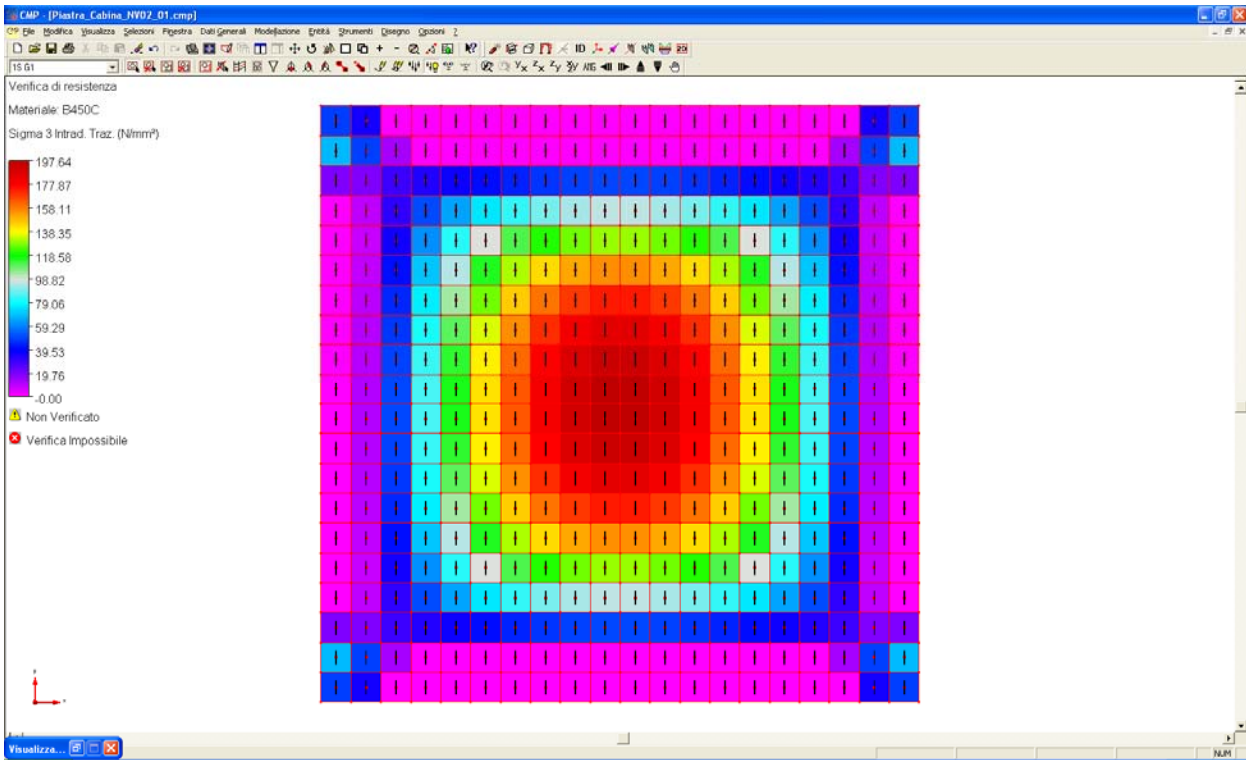 CMP - [Piastra_Cabina_NV02_01.cmp]
File Modifica Visualizza Selezioni Finestra Dati Generali Modellazione Entità Strumenti Disegno Opzioni ?
1S G1
Verifica di resistenza
Materiale: B450C
Sigma 3 Intrad. Traz. (N/mm²)
197.64
177.87
158.11
138.35
118.58
98.82
79.06
59.29
39.53
19.76
-0.00
Non Verificato
Verifica Impossibile
Visualizza...
NUM